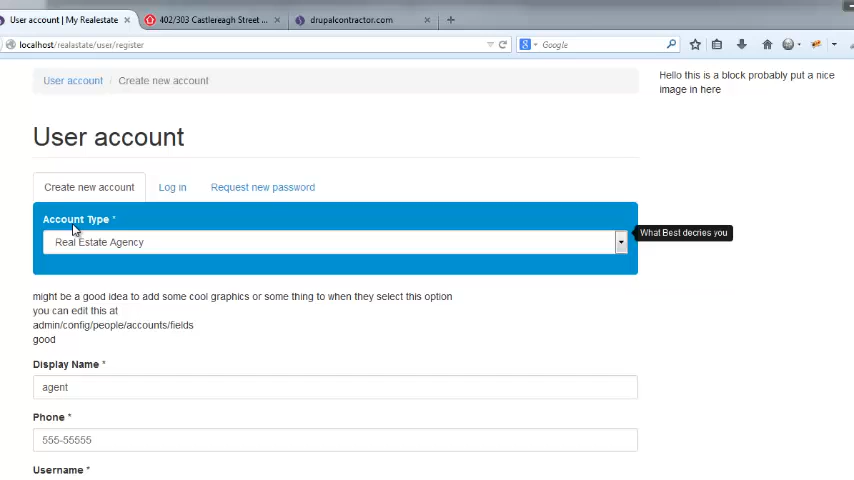 User account | My Realestate ×
402/303 Castlereagh Street ... ×
drupalcontractor.com ×
localhost/realastate/user/register
Google
User account / Create new account
Hello this is a block probably put a nice
image in here
User account
Create new account
Log in
Request new password
Account Type *
Real Estate Agency
What Best decries you
might be a good idea to add some cool graphics or some thing to when they select this option
you can edit this at
admin/config/people/accounts/fields
good
Display Name *
agent
Phone *
555-55555
Username *